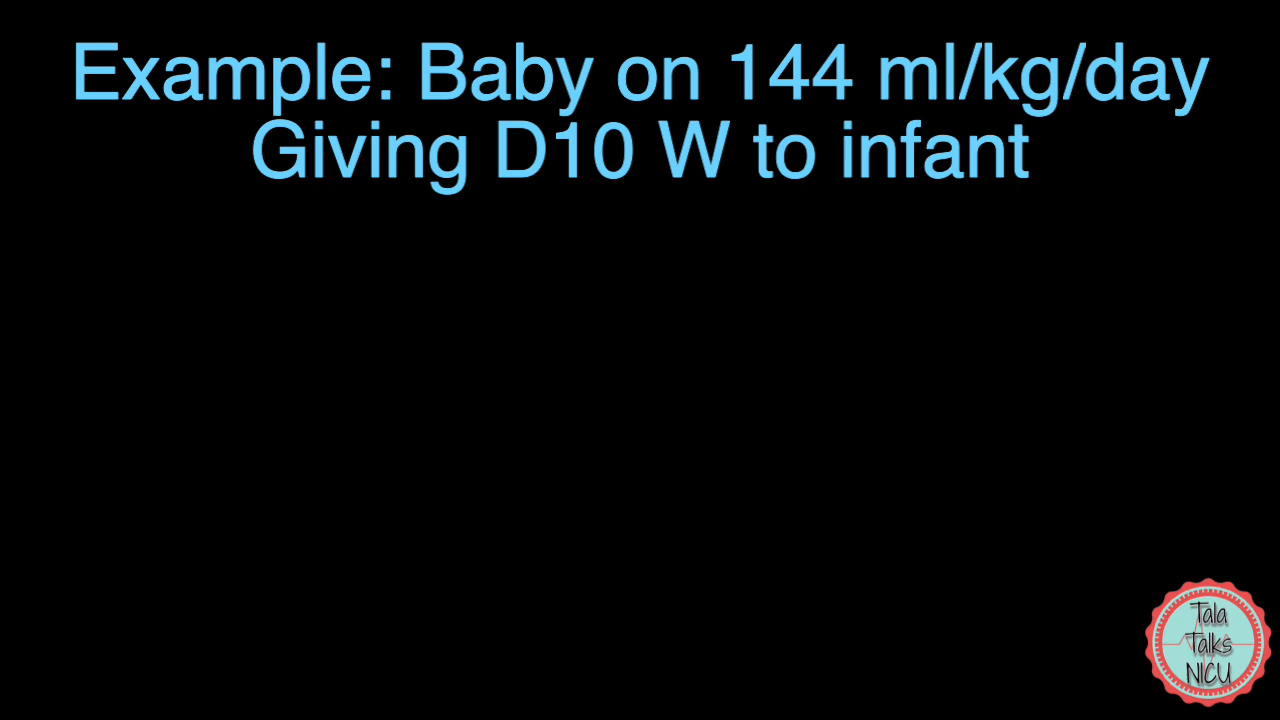 Example: Baby on 144 ml/kg/day
Giving D10 W to infant
Tala
Talks
NICU